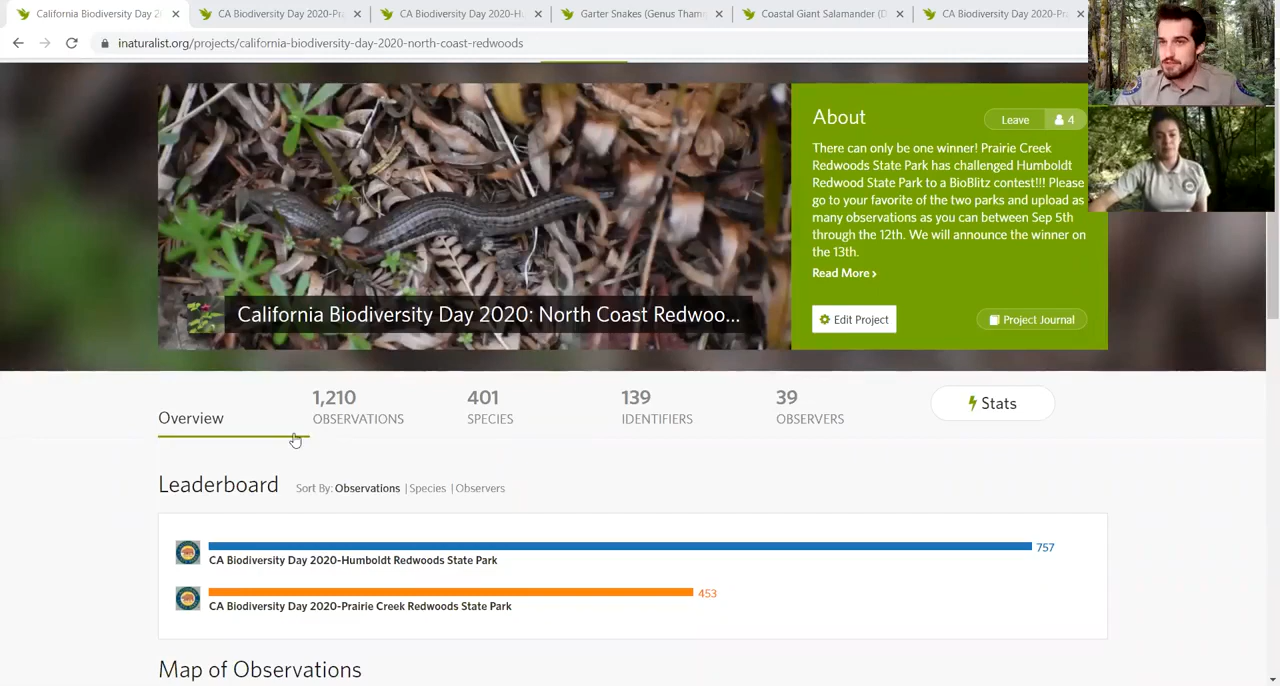 California Biodiversity Day 2
CA Biodiversity Day 2020-Pra
CA Biodiversity Day 2020-Hu
Garter Snakes (Genus Tham
Coastal Giant Salamander (D
CA Biodiversity Day 2020-Pra
inaturalist.org/projects/california-biodiversity-day-2020-north-coast-redwoods
California Biodiversity Day 2020: North Coast Redwoo...
About
Leave 4
There can only be one winner! Prairie Creek
Redwoods State Park has challenged Humboldt
Redwood State Park to a BioBlitz contest!!! Please
go to your favorite of the two parks and upload as
many observations as you can between Sep 5th
through the 12th. We will announce the winner on
the 13th.
Read More ›
Edit Project
Project Journal
Overview
1,210
OBSERVATIONS
401
SPECIES
139
IDENTIFIERS
39
OBSERVERS
Stats
Leaderboard
Sort By: Observations | Species | Observers
757
CA Biodiversity Day 2020-Humboldt Redwoods State Park
453
CA Biodiversity Day 2020-Prairie Creek Redwoods State Park
Map of Observations